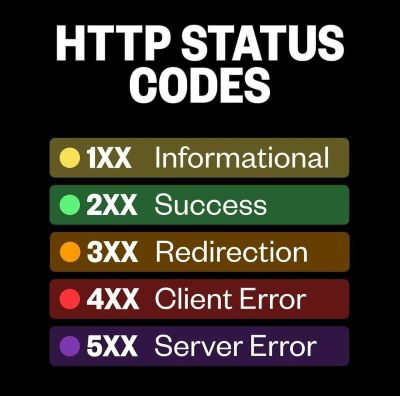 HTTP STATUS
CODES
1XX Informational
2XX Success
3XX Redirection
4XX Client Error
5XX Server Error